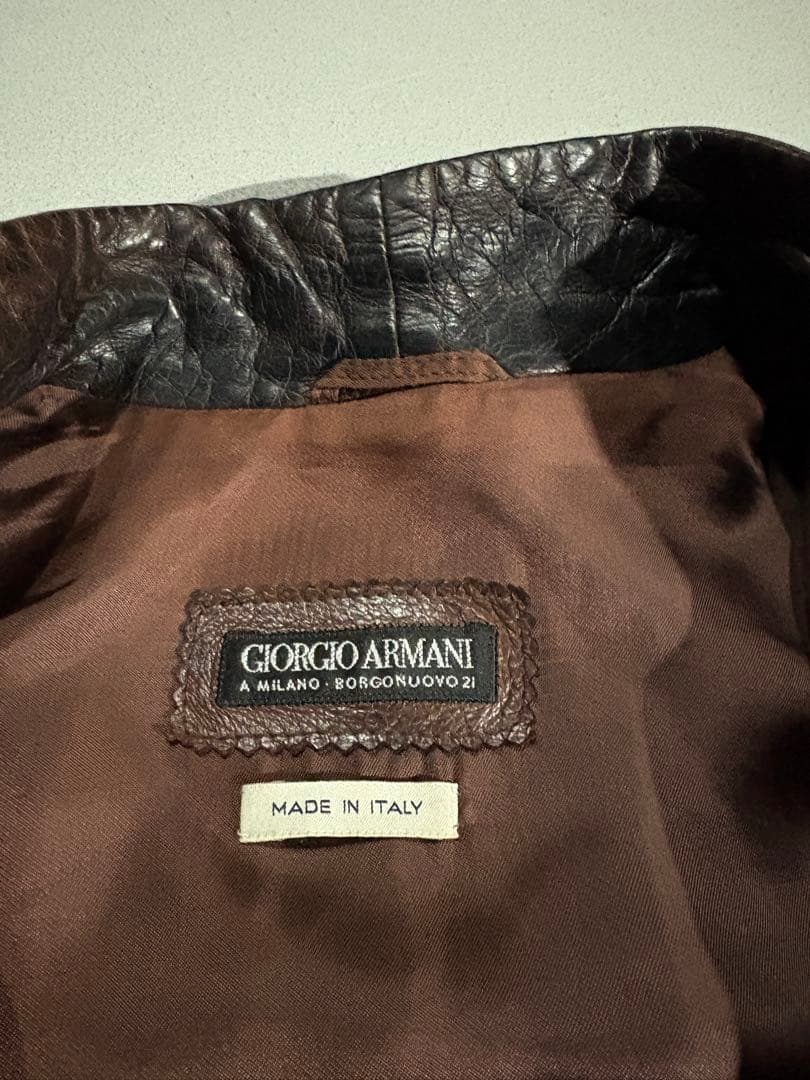 GIORGIO ARMANI
A MILANO · BORGONUOVO 21
MADE IN ITALY